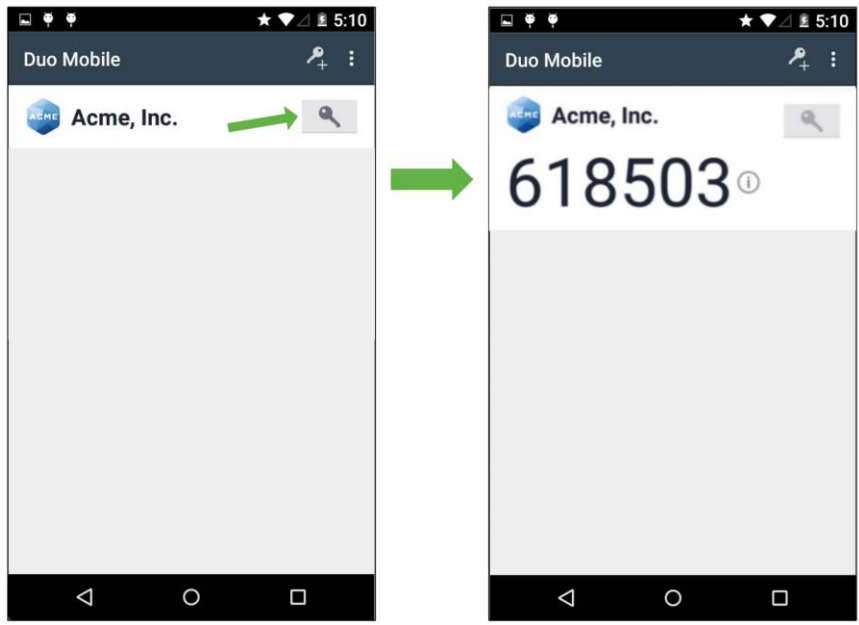 5:10
Duo Mobile
ACME
Acme, Inc.
5:10
Duo Mobile
ACME
Acme, Inc.
618503